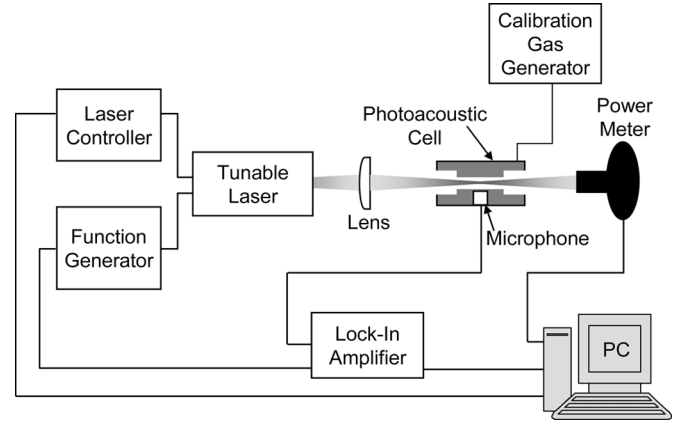 Calibration
Gas
Generator
Laser
Controller
Photoacoustic
Cell
Power
Meter
Tunable
Laser
Lens
Function
Generator
Microphone
Lock-In
Amplifier
PC